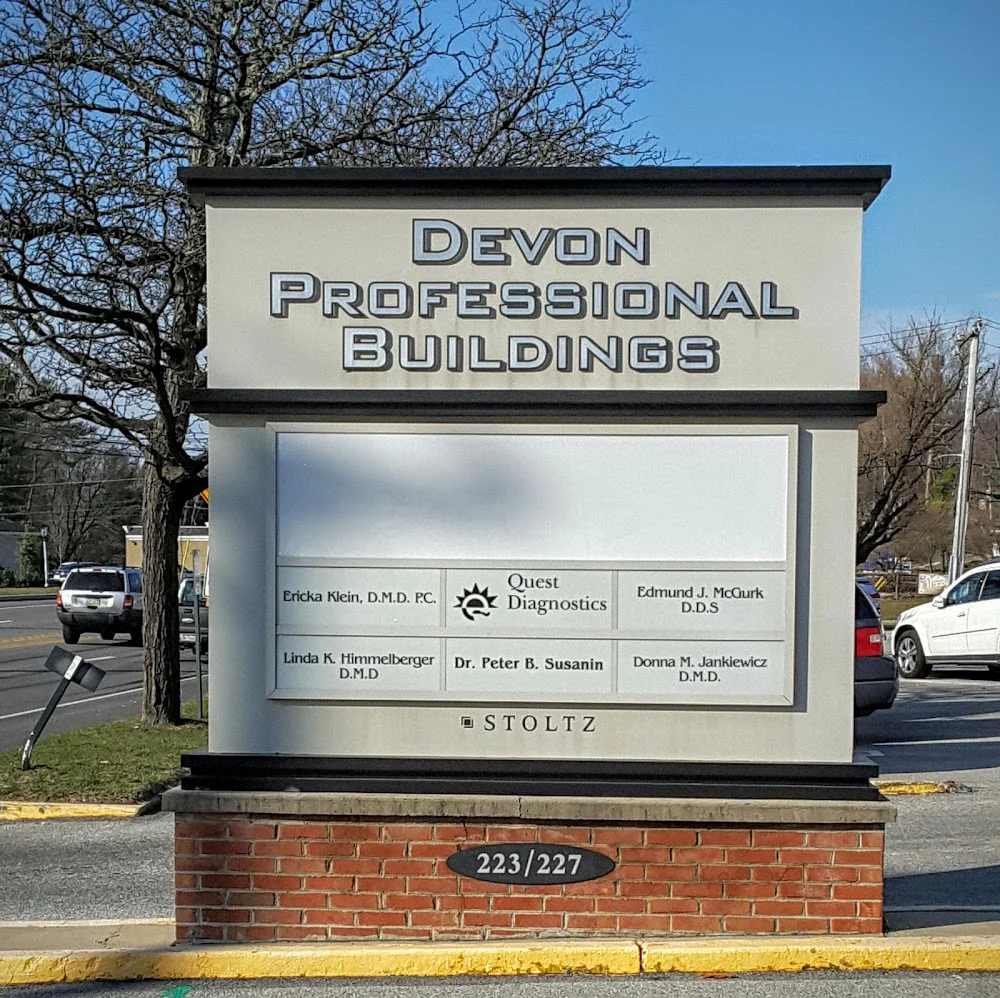 DEVON
PROFESSIONAL
BUILDINGS
Ericka Klein, D.M.D. P.C.
Quest
Diagnostics
Edmund J. McGurk
D.D.S
Linda K. Himmelberger
D.M.D
Dr. Peter B. Susanin
Donna M. Jankiewicz
D.M.D.
STOLTZ
223/227